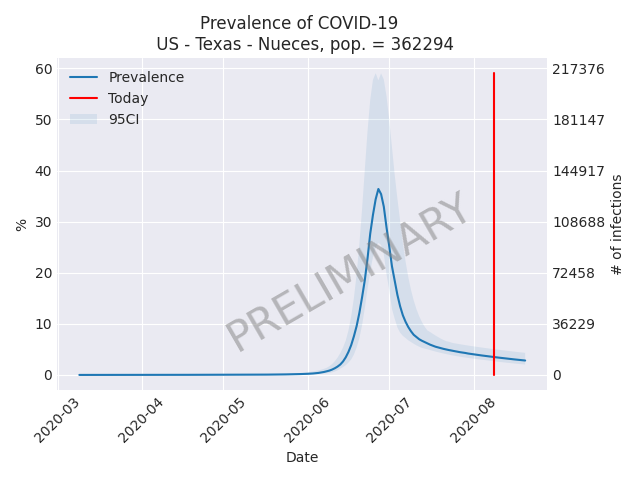 Prevalence of COVID-19
US - Texas - Nueces, pop. = 362294
Prevalence
Today
95CI
60
50
40
30
20
10
0
%
217376
181147
144917
108688
72458
36229
0
# of infections
PRELIMINARY
2020-03
2020-04
2020-05
2020-06
2020-07
2020-08
Date